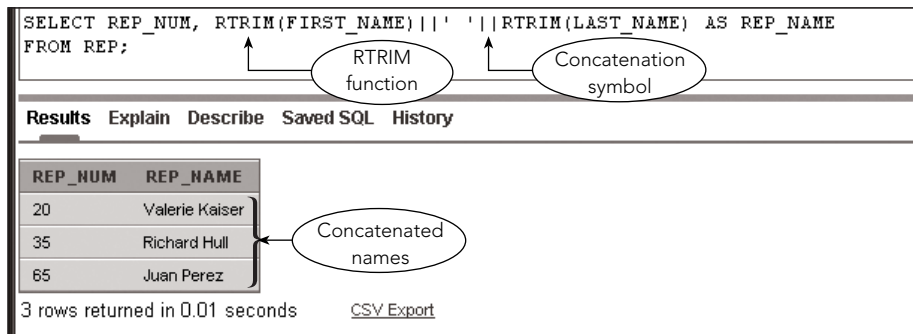 SELECT REP_NUM, RTRIM(FIRST_NAME)||' '||RTRIM(LAST_NAME) AS REP_NAME
FROM REP;
RTRIM
function
Concatenation
symbol
Results Explain Describe Saved SQL History
REP_NUM REP_NAME
20 Valerie Kaiser
35 Richard Hull
65 Juan Perez
Concatenated
names
3 rows returned in 0.01 seconds CSV Export